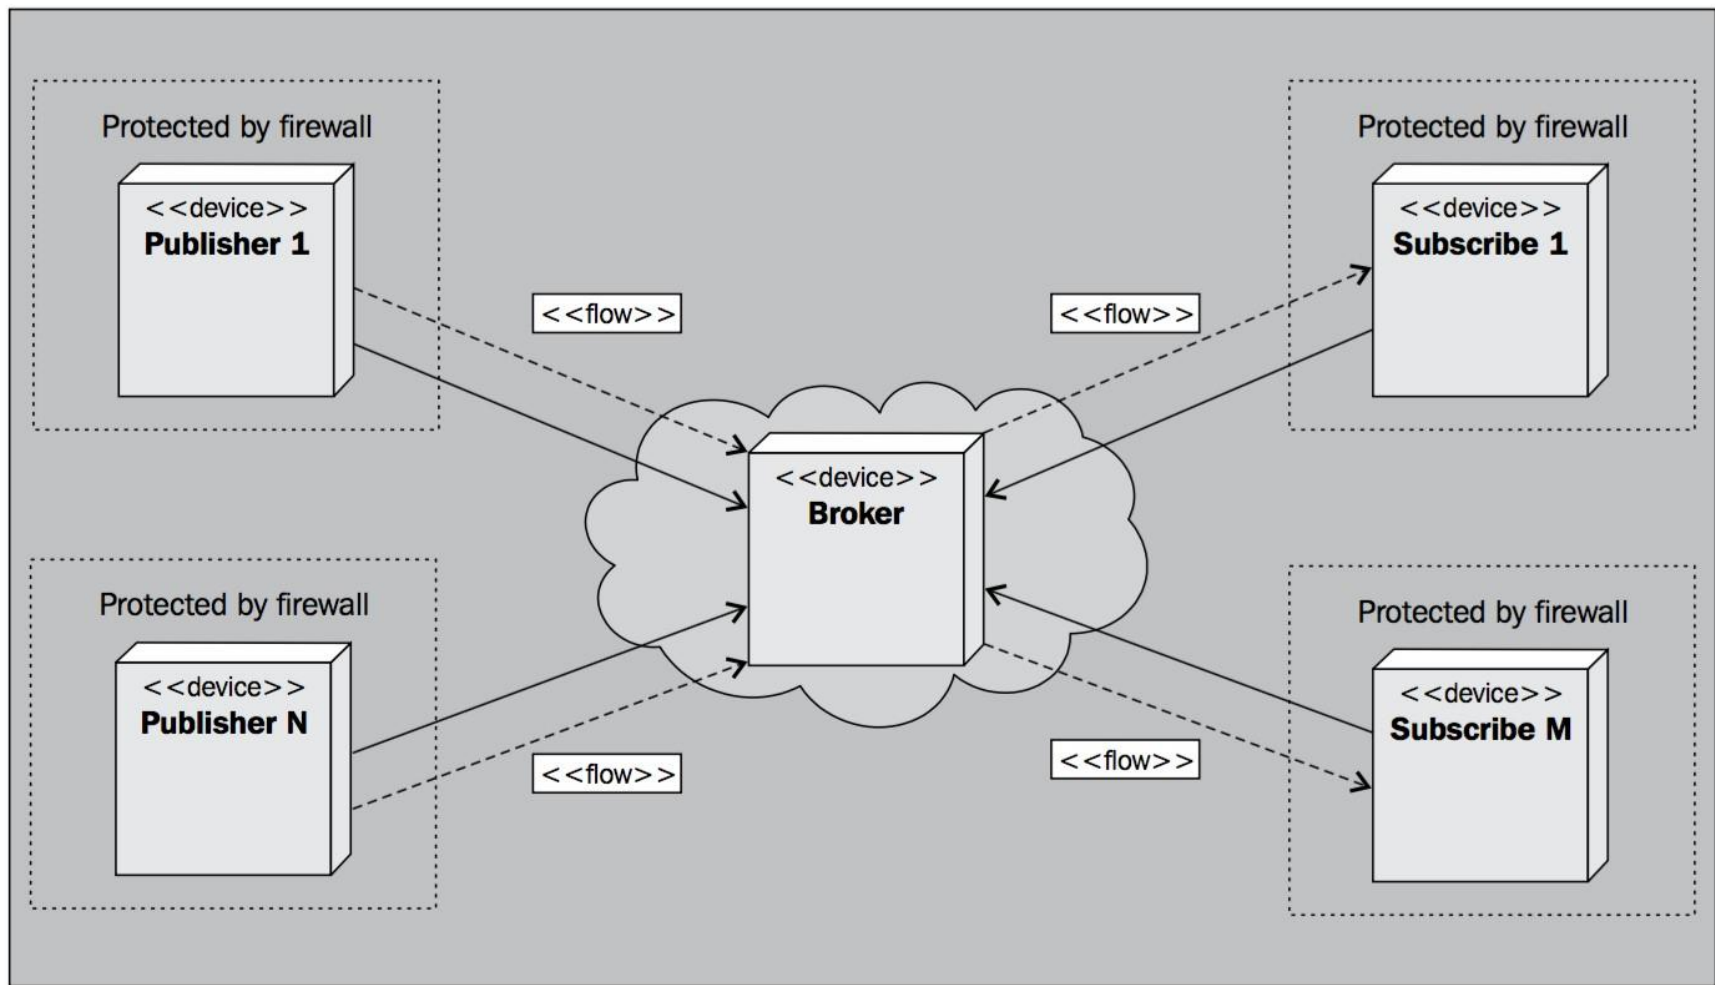 Protected by firewall
<<device>>
Publisher 1
<<flow>>
<<flow>>
Protected by firewall
<<device>>
Subscribe 1
<<device>>
Broker
Protected by firewall
<<device>>
Publisher N
<<flow>>
<<flow>>
Protected by firewall
<<device>>
Subscribe M